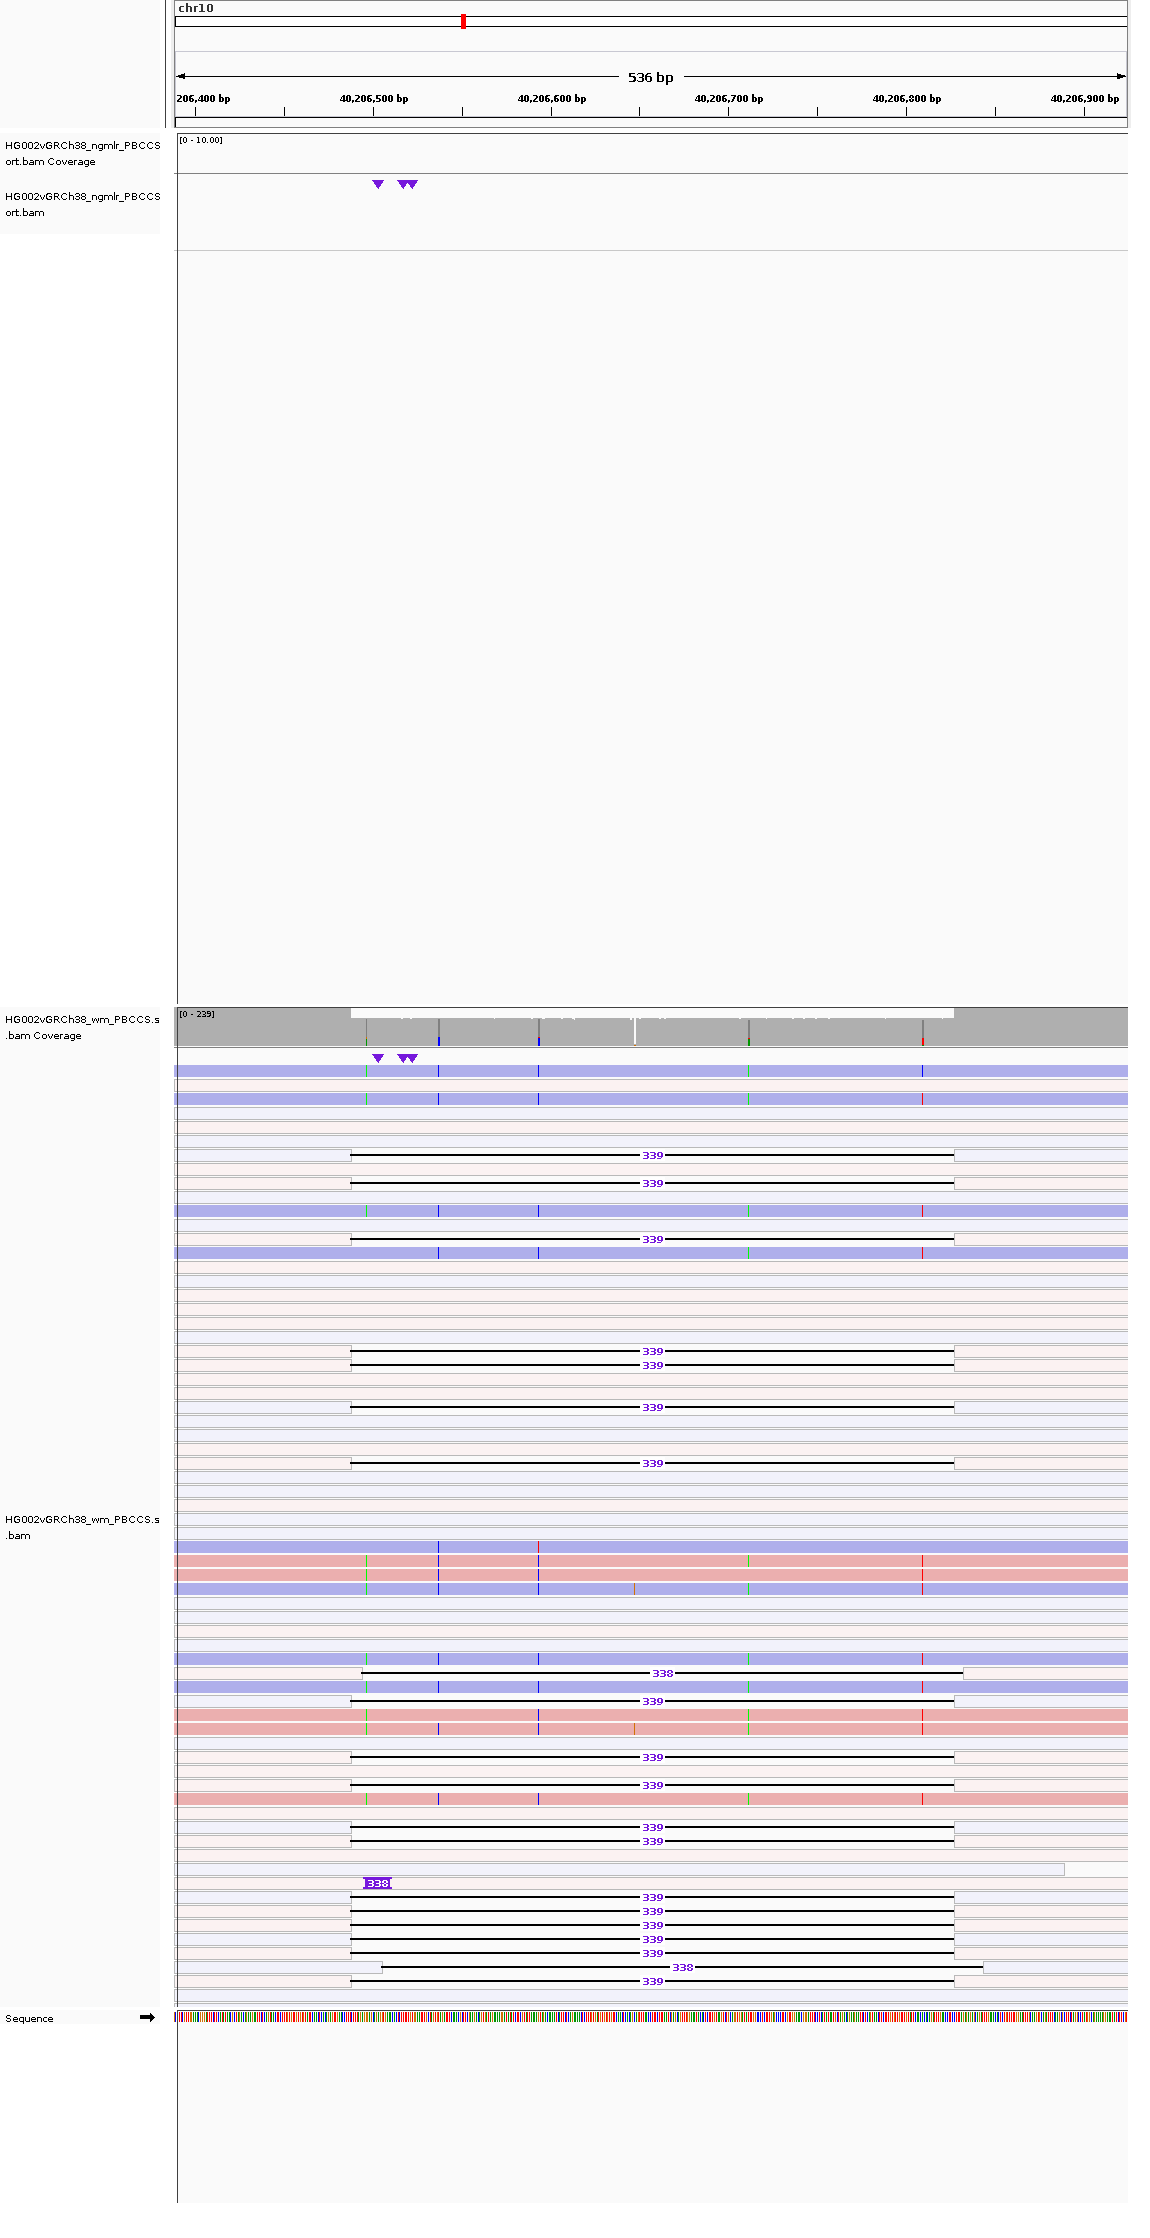 chr10
536 bp
206,400 bp 40,206,500 bp 40,206,600 bp 40,206,700 bp 40,206,800 bp 40,206,900 bp
HG002vGRCh38_ngmlr_PBCCS
ort.bam Coverage
[0 - 10.00]
HG002vGRCh38_ngmlr_PBCCS
ort.bam
HG002vGRCh38_wm_PBCCS.s
.bam Coverage
[0 - 239]
339
339
339
339
339
339
339
HG002vGRCh38_wm_PBCCS.s
.bam
338
339
339
339
339
339
338
339
339
339
339
339
338
339
Sequence